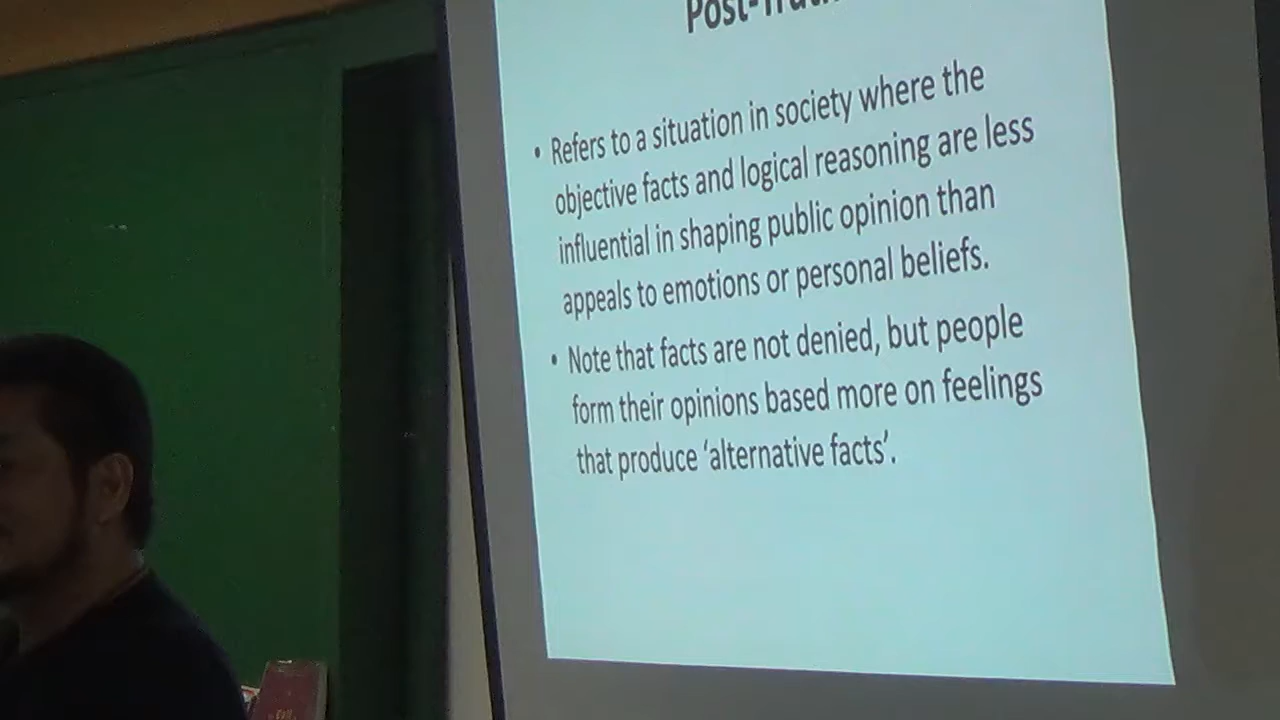 Post-Truth
• Refers to a situation in society where the
objective facts and logical reasoning are less
influential in shaping public opinion than
appeals to emotions or personal beliefs.
• Note that facts are not denied, but people
form their opinions based more on feelings
that produce ‘alternative facts’.